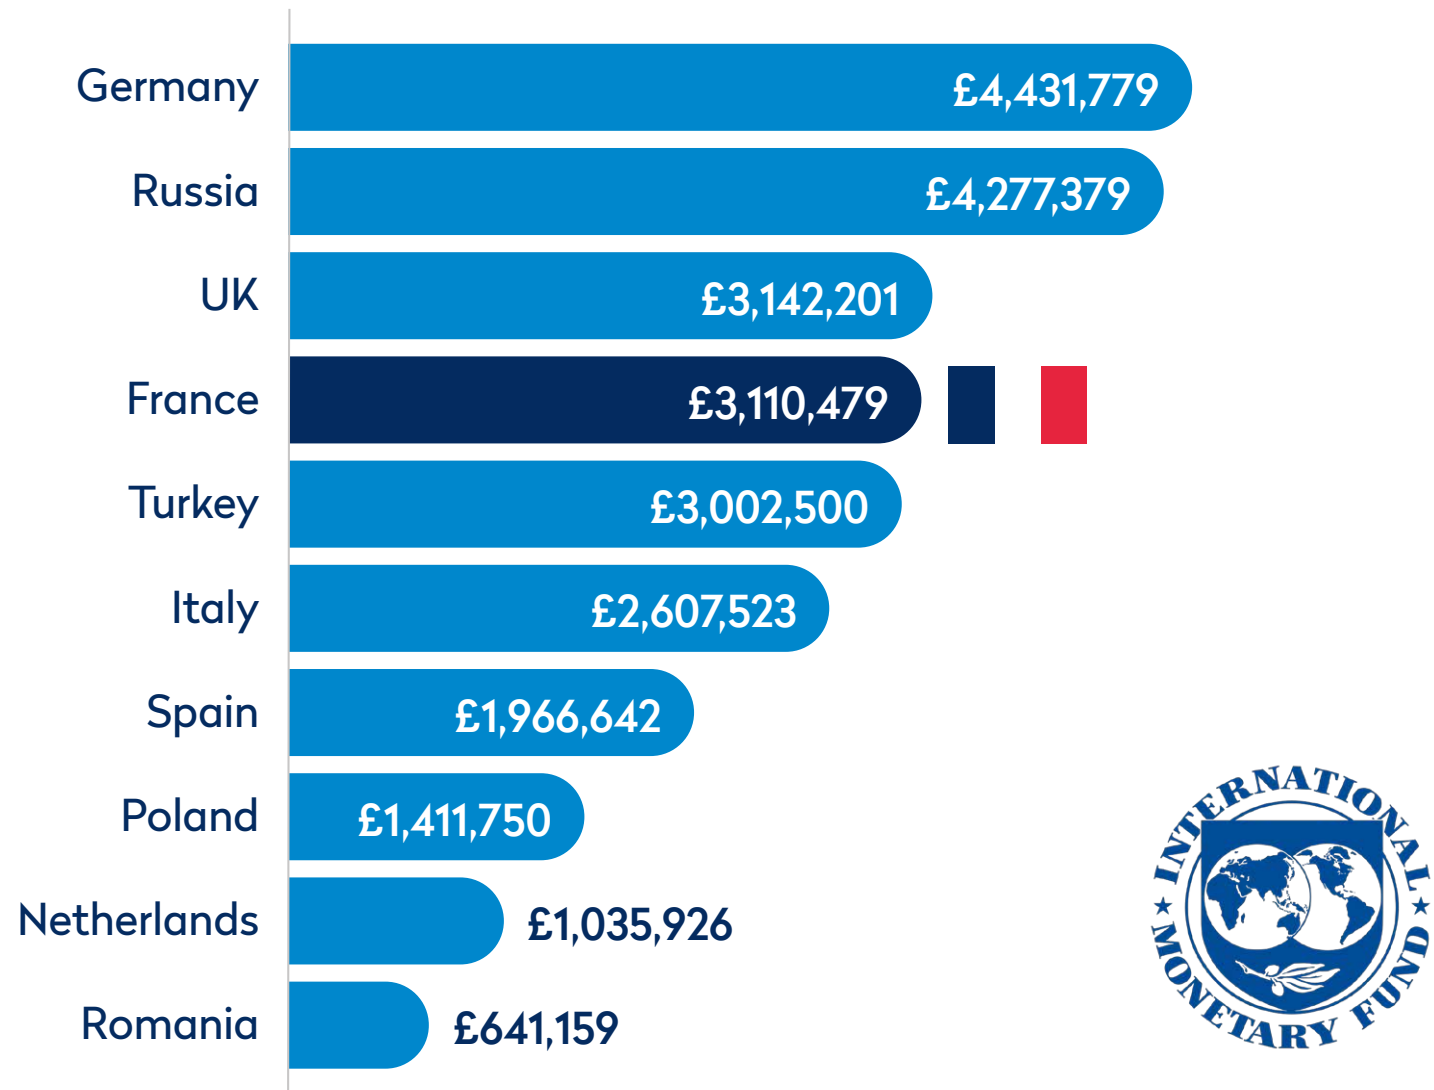 Germany £4,431,779
Russia £4,277,379
UK £3,142,201
France £3,110,479
Turkey £3,002,500
Italy £2,607,523
Spain £1,966,642
Poland £1,411,750
Netherlands £1,035,926
Romania £641,159
INTERNATIONAL
MONETARY FUND